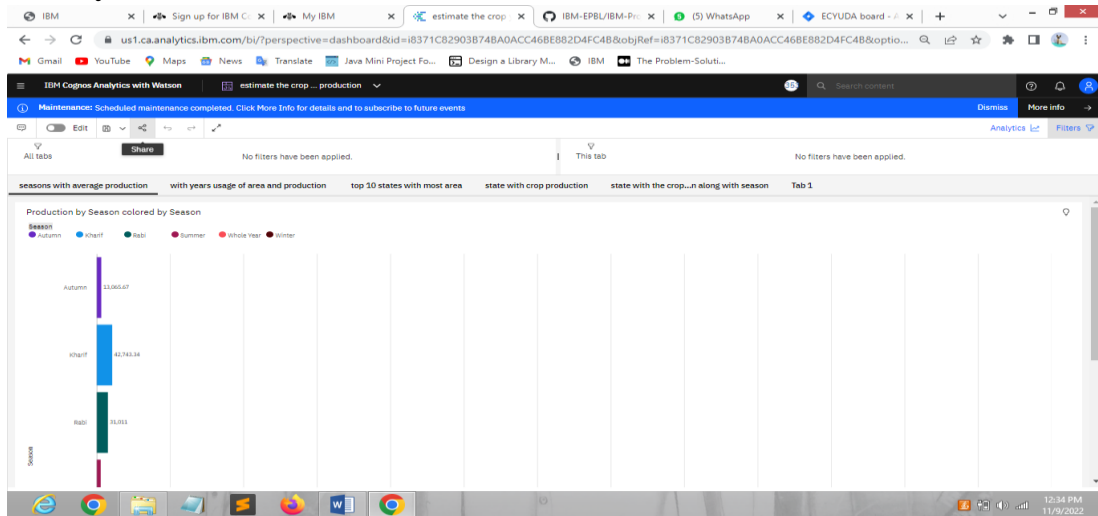 IBM
Sign up for IBM Cl
My IBM
estimate the crop
IBM-EPBL/IBM-Pro
(5) WhatsApp
ECYUDA board - A
us1.ca.analytics.ibm.com/bi/?perspective=dashboard&id=i8371C82903B74BA0ACC46BE882D4FC4B&objRef=i8371C82903B74BA0ACC46BE882D4FC4B&optio...
Gmail YouTube Maps News Translate Java Mini Project Fo... Design a Library M... IBM The Problem-Soluti...
IBM Cognos Analytics with Watson estimate the crop ... production Search content
Maintenance: Scheduled maintenance completed. Click More Info for details and to subscribe to future events Dismiss More info
Edit Analytics Filters
Share
All tabs No filters have been applied. This tab No filters have been applied.
seasons with average production with years usage of area and production top 10 states with most area state with crop production state with the crop...n along with season Tab 1
Production by Season colored by Season
Season
Autumn Kharif Rabi Summer Whole Year Winter
Autumn 13,065.67
Kharif 42,743.34
Rabi 31,011
Season
12:34 PM
11/9/2022